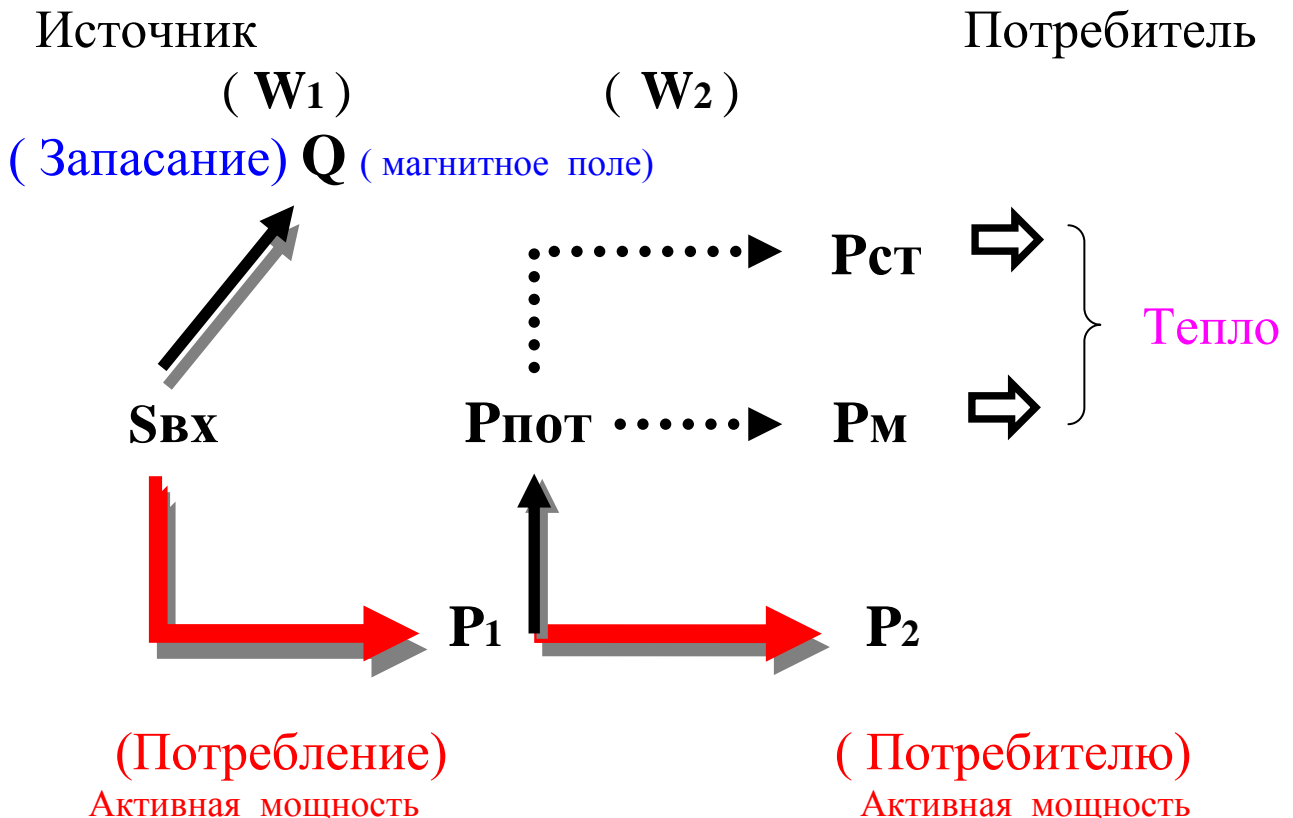 Источник Потребитель
( W1 ) ( W2 )
( Запасание) Q ( магнитное поле)
Pст
Тепло
Sвх Pпот Pм
P1 P2
(Потребление) ( Потребителю)
Активная мощность Активная мощность